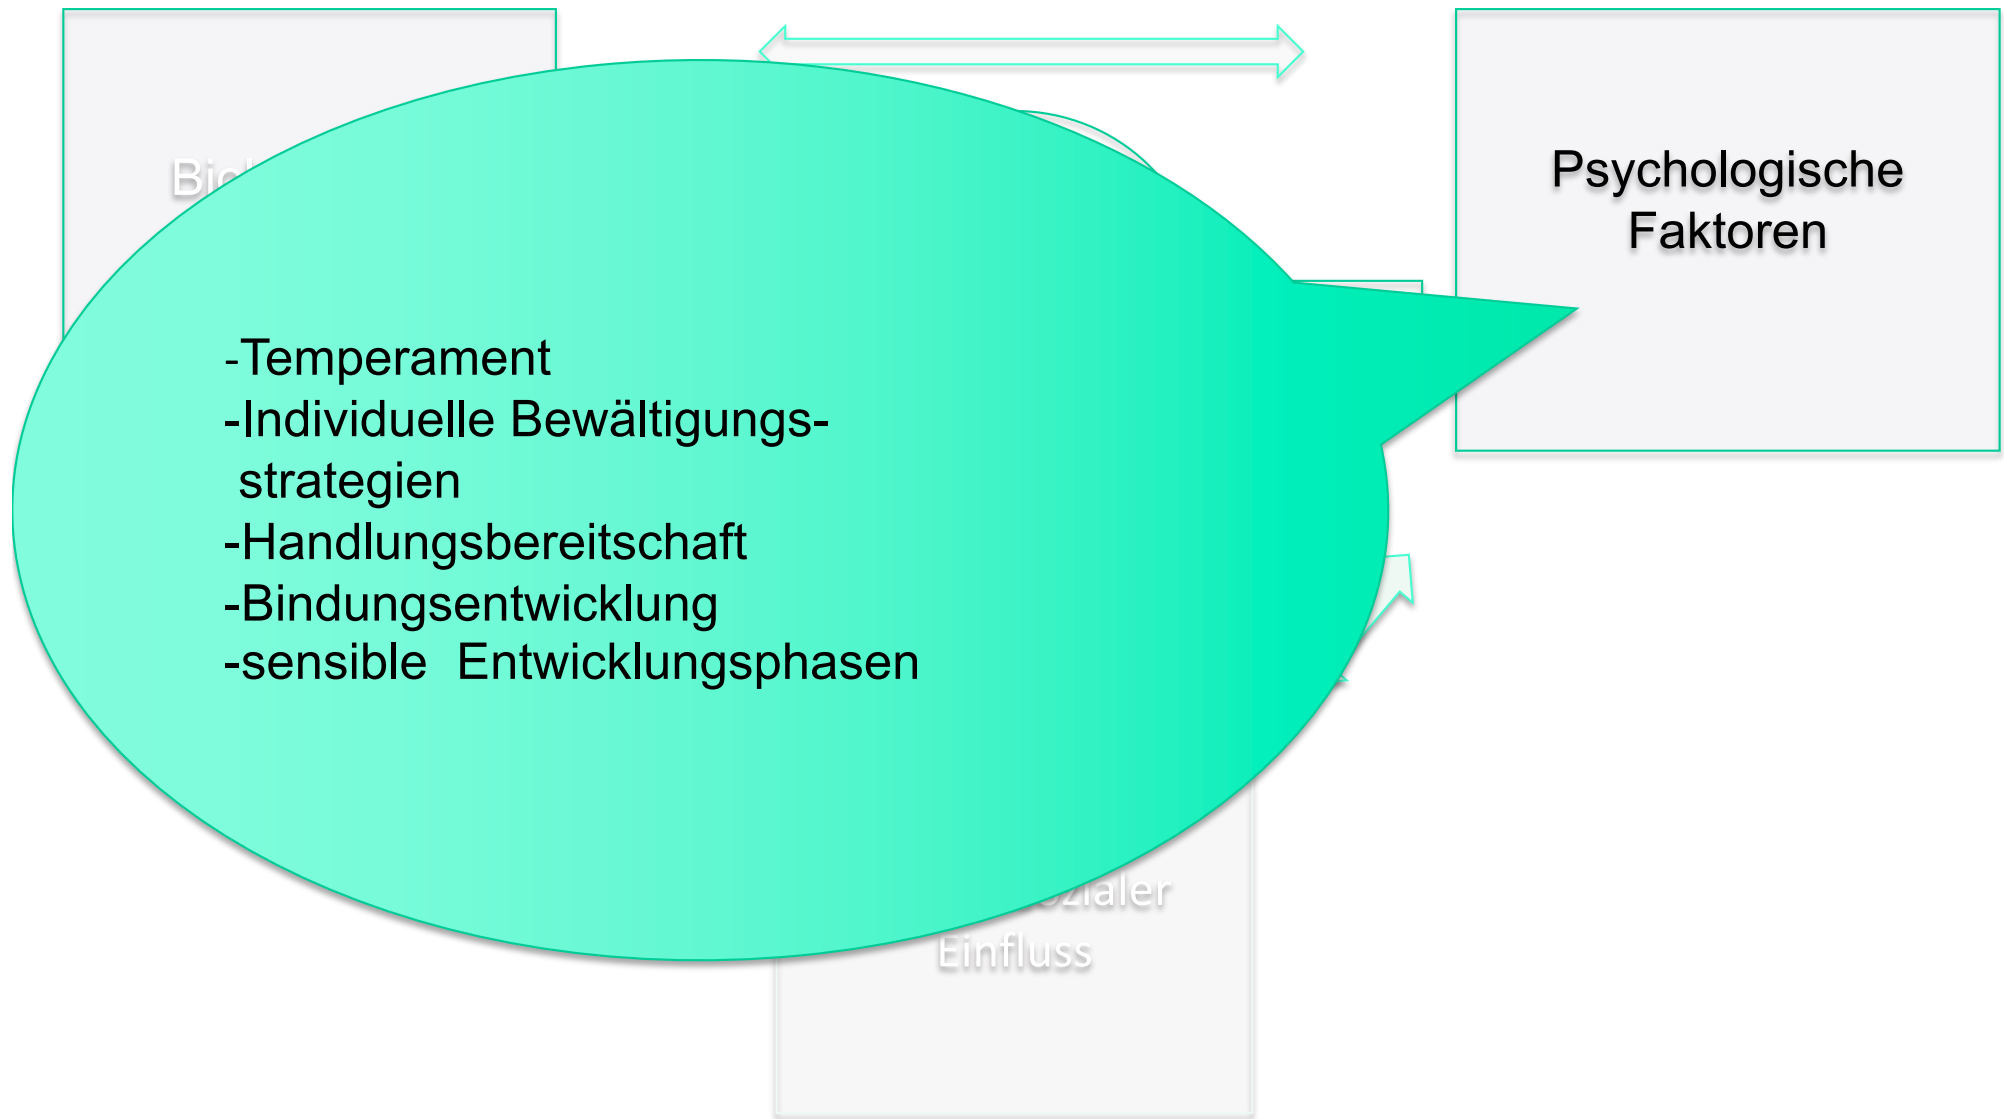 Psychologische
Faktoren
-Temperament
-Individuelle Bewältigungs-
strategien
-Handlungsbereitschaft
-Bindungsentwicklung
-sensible Entwicklungsphasen
Einfluss